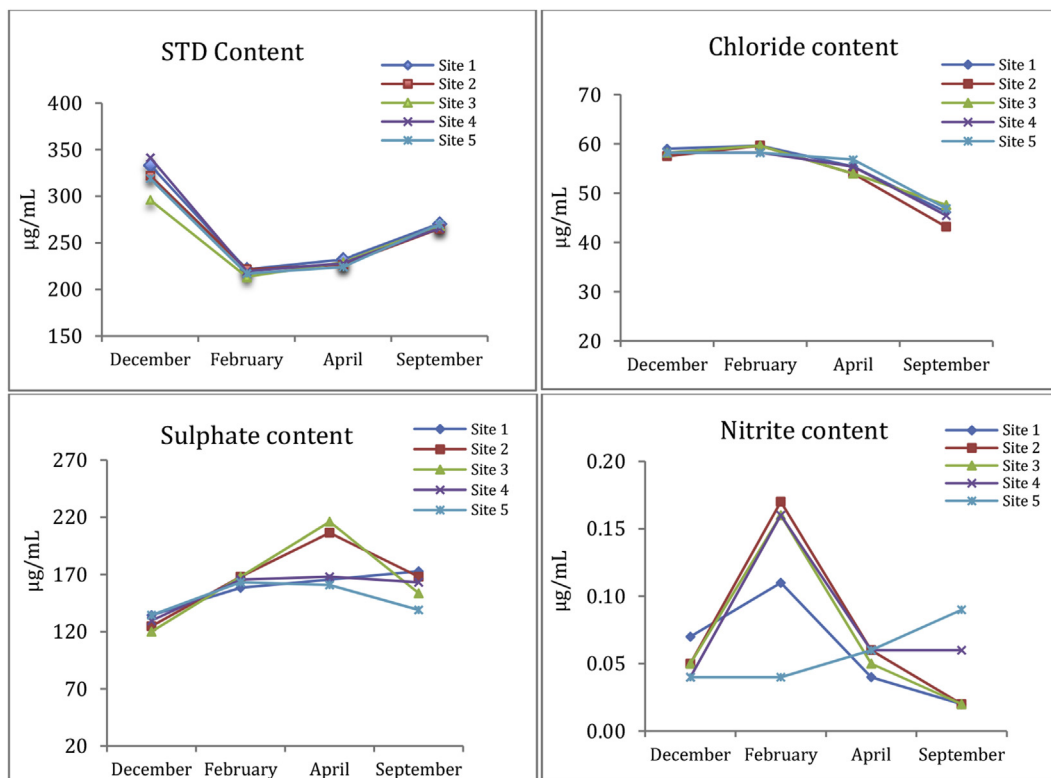 STD Content
Site 1
Site 2
Site 3
Site 4
Site 5
400
350
300
250
200
150
µg/mL
December February April September
Chloride content
Site 1
Site 2
Site 3
Site 4
Site 5
70
60
50
40
30
20
µg/mL
December February April September
Sulphate content
Site 1
Site 2
Site 3
Site 4
Site 5
270
220
170
120
70
20
µg/mL
December February April September
Nitrite content
Site 1
Site 2
Site 3
Site 4
Site 5
0.20
0.15
0.10
0.05
0.00
µg/mL
December February April September